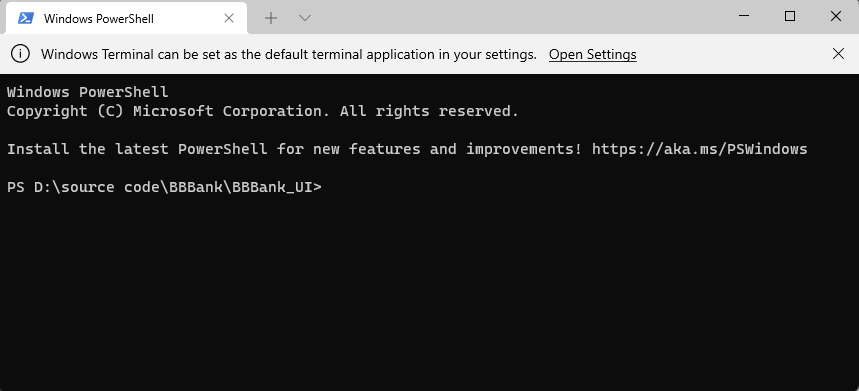 Windows PowerShell
Windows Terminal can be set as the default terminal application in your settings. Open Settings
Windows PowerShell
Copyright (C) Microsoft Corporation. All rights reserved.
Install the latest PowerShell for new features and improvements! https://aka.ms/PSWindows
PS D:\source code\BBBank\BBBank_UI>